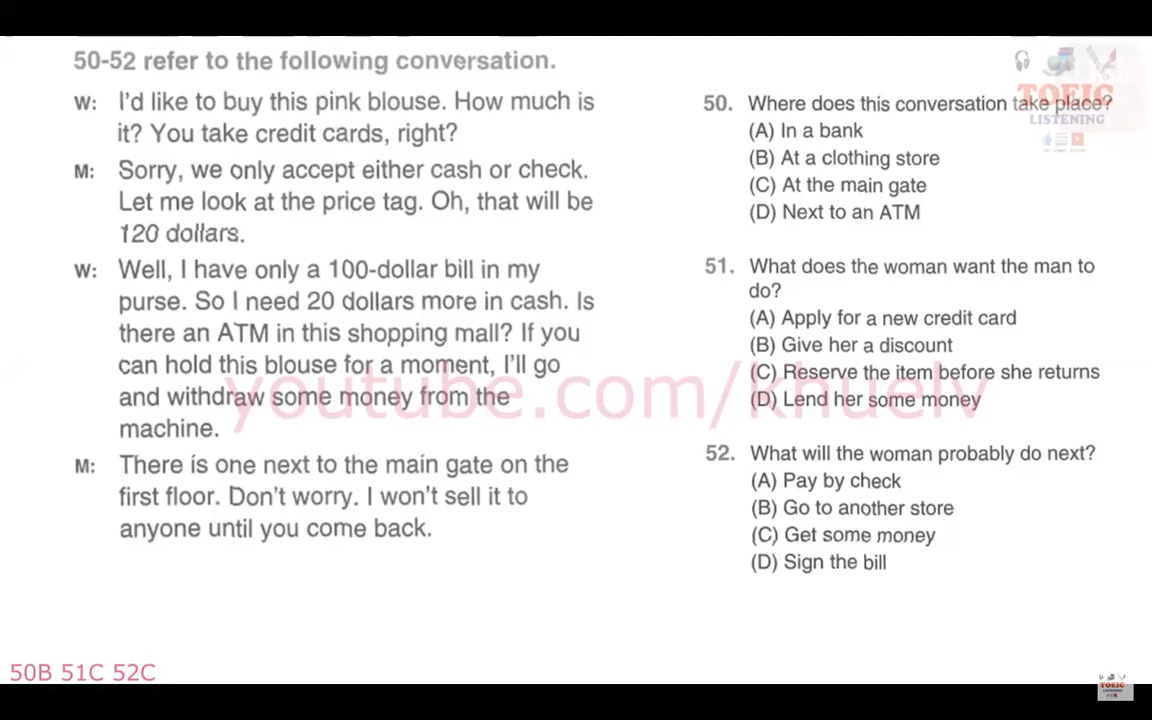 50-52 refer to the following conversation.
W: I'd like to buy this pink blouse. How much is
it? You take credit cards, right?
M: Sorry, we only accept either cash or check.
Let me look at the price tag. Oh, that will be
120 dollars.
W: Well, I have only a 100-dollar bill in my
purse. So I need 20 dollars more in cash. Is
there an ATM in this shopping mall? If you
can hold this blouse for a moment, I'll go
and withdraw some money from the
machine.
M: There is one next to the main gate on the
first floor. Don't worry. I won't sell it to
anyone until you come back.
50. Where does this conversation take place?
(A) In a bank
(B) At a clothing store
(C) At the main gate
(D) Next to an ATM
51. What does the woman want the man to
do?
(A) Apply for a new credit card
(B) Give her a discount
(C) Reserve the item before she returns
(D) Lend her some money
52. What will the woman probably do next?
(A) Pay by check
(B) Go to another store
(C) Get some money
(D) Sign the bill
TOEIC
LISTENING
youtube.com/khuelv
50B 51C 52C
TOEIC